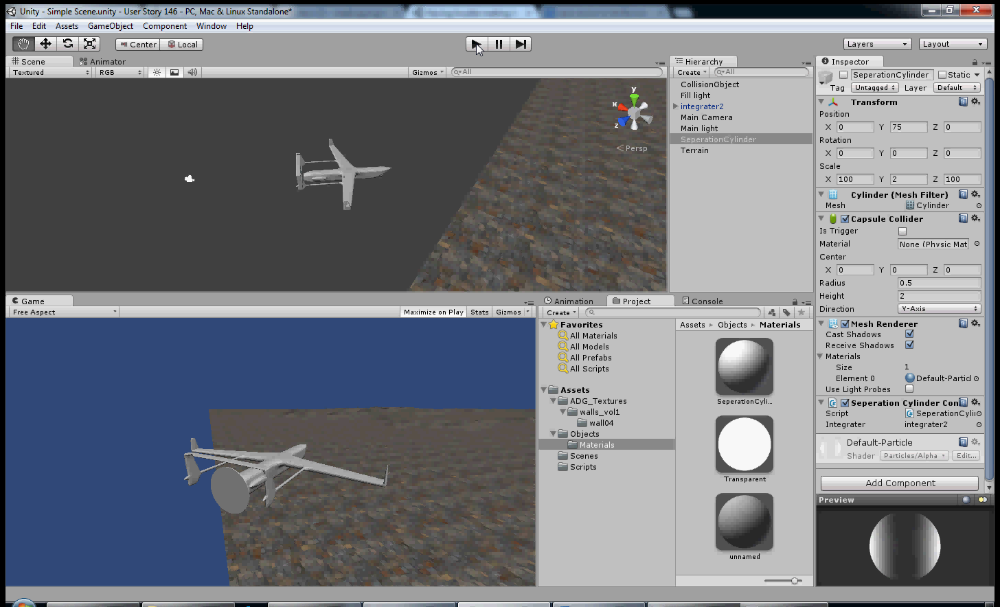 Unity - Simple Scene.unity - User Story 146 - PC, Mac & Linux Standalone*
File Edit Assets GameObject Component Window Help
Center Local
Layers Layout
Scene Animator
Textured RGB Gizmos All
y
x
z
Persp
Hierarchy
Create All
CollisionObject
Fill light
integrater2
Main Camera
Main light
SeperationCylinder
Terrain
Game
Free Aspect Maximize on Play Stats Gizmos
Animation Project Console
Create
Favorites
All Materials
All Models
All Prefabs
All Scripts
Assets
ADG_Textures
walls_vol1
wall04
Objects
Materials
Scenes
Scripts
Assets Objects Materials
SeperationCyli...
Transparent
unnamed
Inspector
SeperationCylinder Static
Tag Untagged Layer Default
Transform
Position
X 0 Y 75 Z 0
Rotation
X 0 Y 0 Z 0
Scale
X 100 Y 2 Z 100
Cylinder (Mesh Filter)
Mesh Cylinder
Capsule Collider
Is Trigger
Material None (Physic Mat
Center
X 0 Y 0 Z 0
Radius 0.5
Height 2
Direction Y-Axis
Mesh Renderer
Cast Shadows
Receive Shadows
Materials
Size 1
Element 0 Default-Particl
Use Light Probes
Seperation Cylinder Con
Script SeperationCylin
Integrater integrater2
Default-Particle
Shader Particles/Alpha Edit...
Add Component
Preview